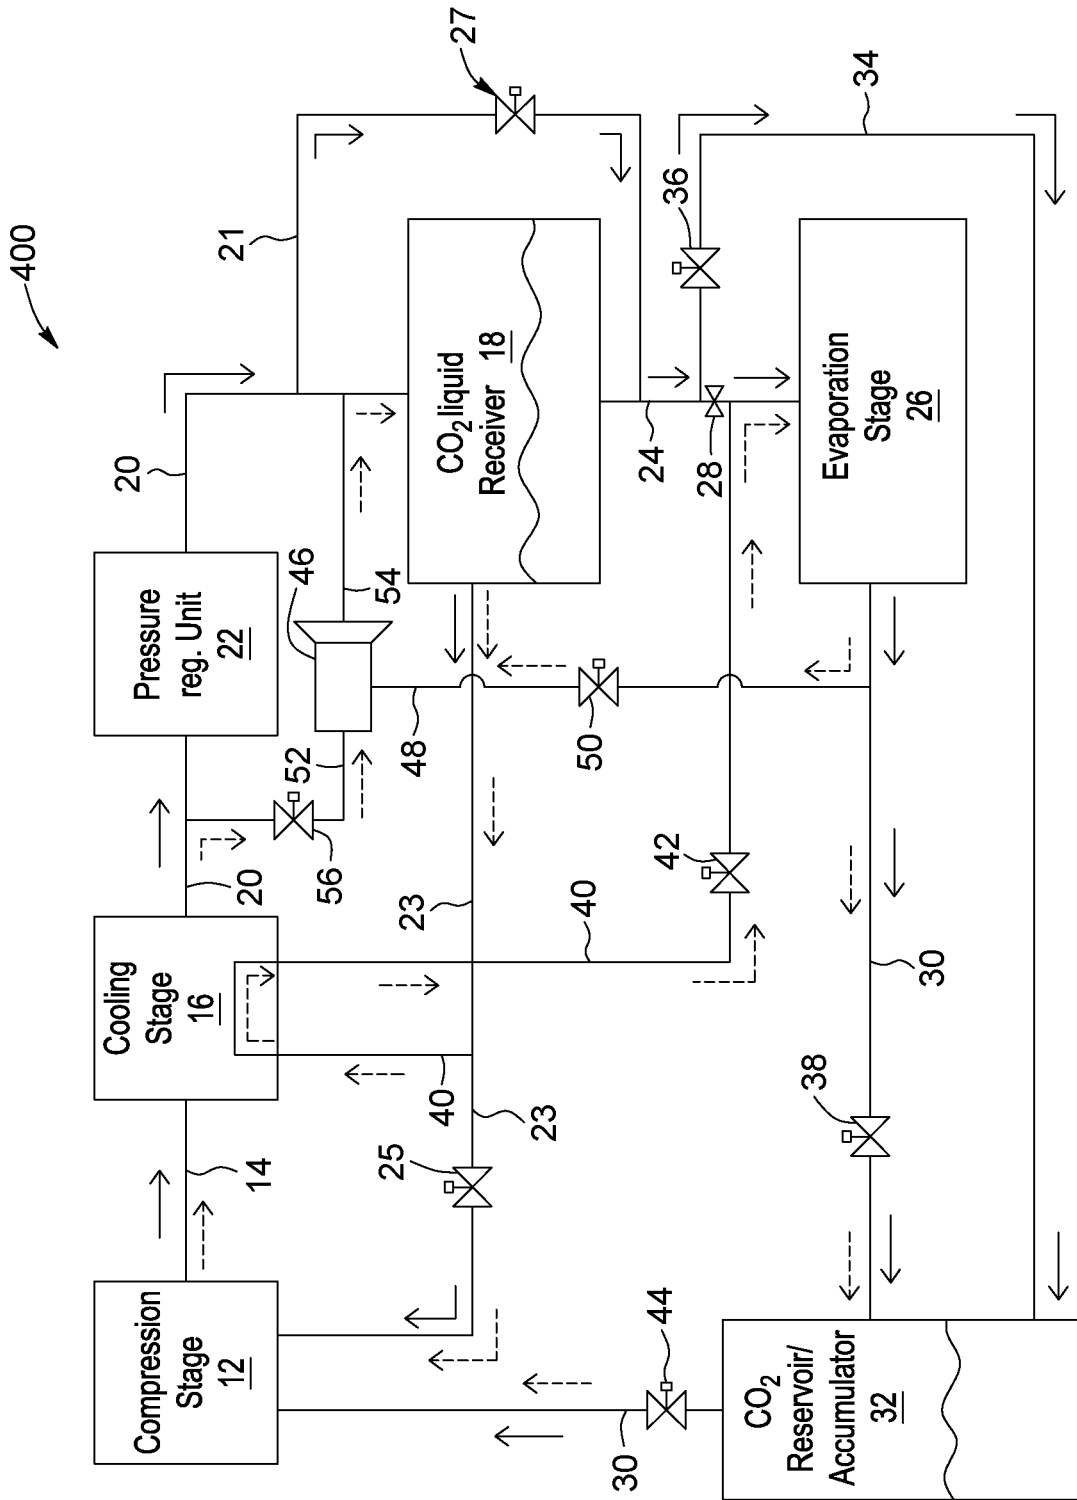 400
Compression
Stage
12
14
Cooling
Stage
16
20
Pressure
reg. Unit
22
20
21
27
52
46
56
54
48
CO2 liquid
Receiver 18
23
25
23
40
40
50
24
28
36
34
42
44
30
38
30
Evaporation
Stage
26
CO2
Reservoir/
Accumulator
32